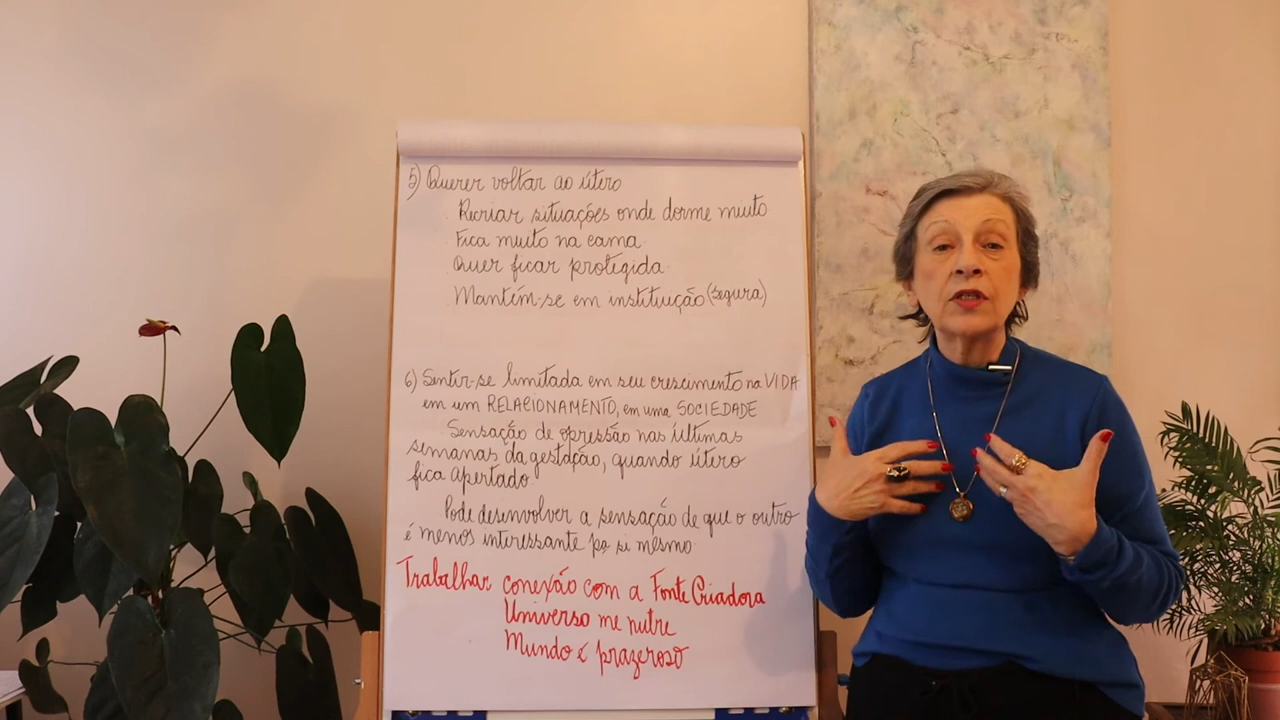 5) Querer voltar ao útero
Recriar situações onde dorme muito
Fica muito na cama
Quer ficar protegida
Mantém-se em instituição (segura)
6) Sentir-se limitada em seu crescimento na VIDA
em um RELACIONAMENTO, em uma SOCIEDADE
Sensação de opressão nas últimas
semanas da gestação, quando útero
fica apertado
Pode desenvolver a sensação de que o outro
é menos interessante pª si mesmo
Trabalhar conexão com a Fonte Criadora
Universo me nutre
Mundo é prazeroso